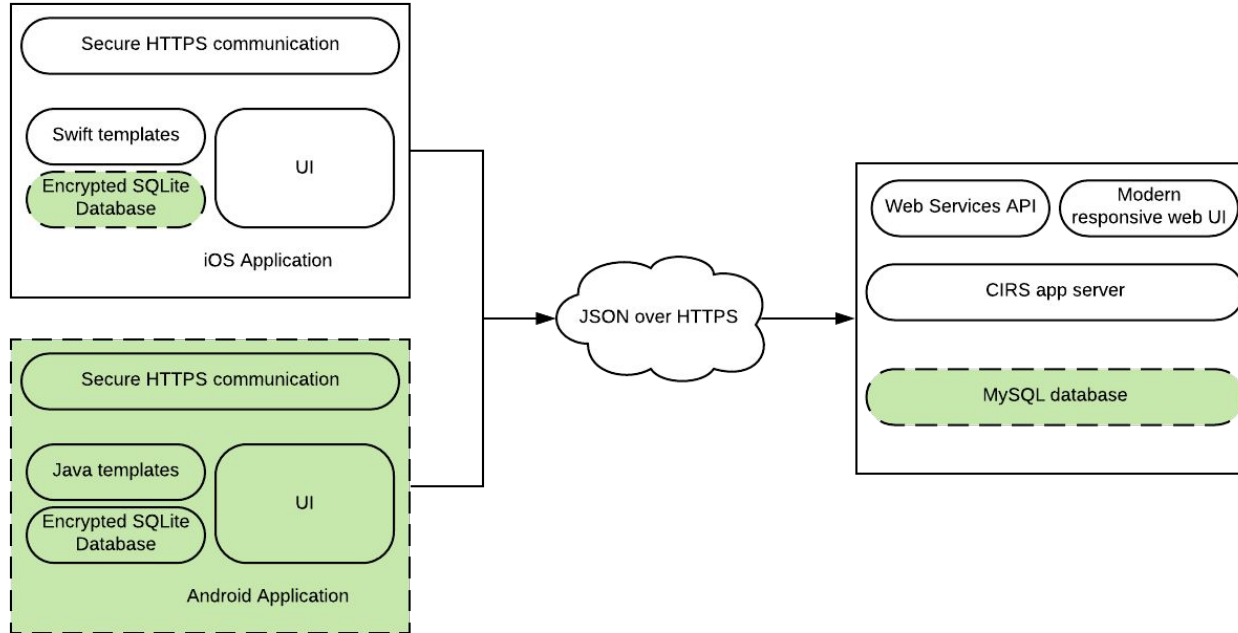 Secure HTTPS communication
Swift templates
UI
Encrypted SQLite
Database
iOS Application
Secure HTTPS communication
Java templates
UI
Encrypted SQLite
Database
Android Application
JSON over HTTPS
Web Services API
Modern
responsive web UI
CIRS app server
MySQL database